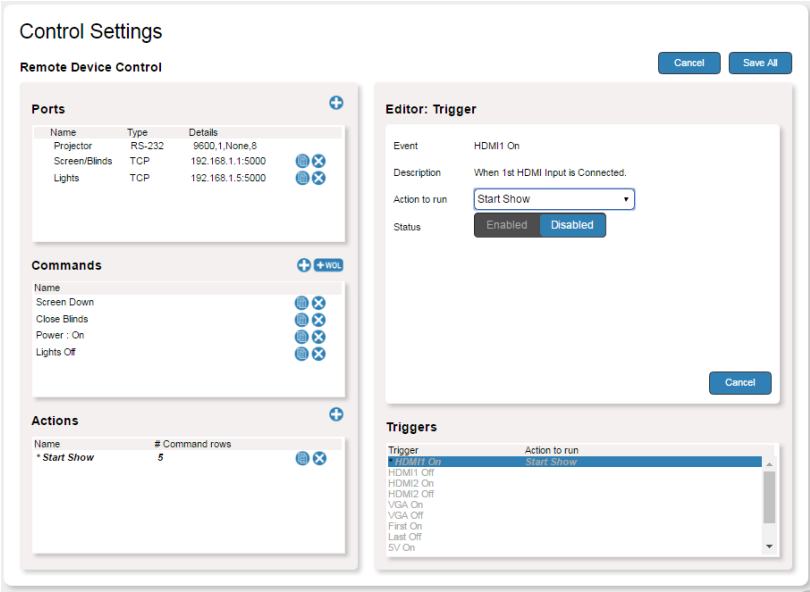 Control Settings
Remote Device Control
Cancel Save All
Ports
Name Type Details
Projector RS-232 9600,1,None,8
Screen/Blinds TCP 192.168.1.1:5000
Lights TCP 192.168.1.5:5000
Commands
+WOL
Name
Screen Down
Close Blinds
Power : On
Lights Off
Actions
Name # Command rows
* Start Show 5
Editor: Trigger
Event HDMI1 On
Description When 1st HDMI Input is Connected.
Action to run Start Show
Status Enabled Disabled
Cancel
Triggers
Trigger Action to run
* HDMI1 On Start Show
HDMI1 Off
HDMI2 On
HDMI2 Off
VGA On
VGA Off
First On
Last Off
5V On